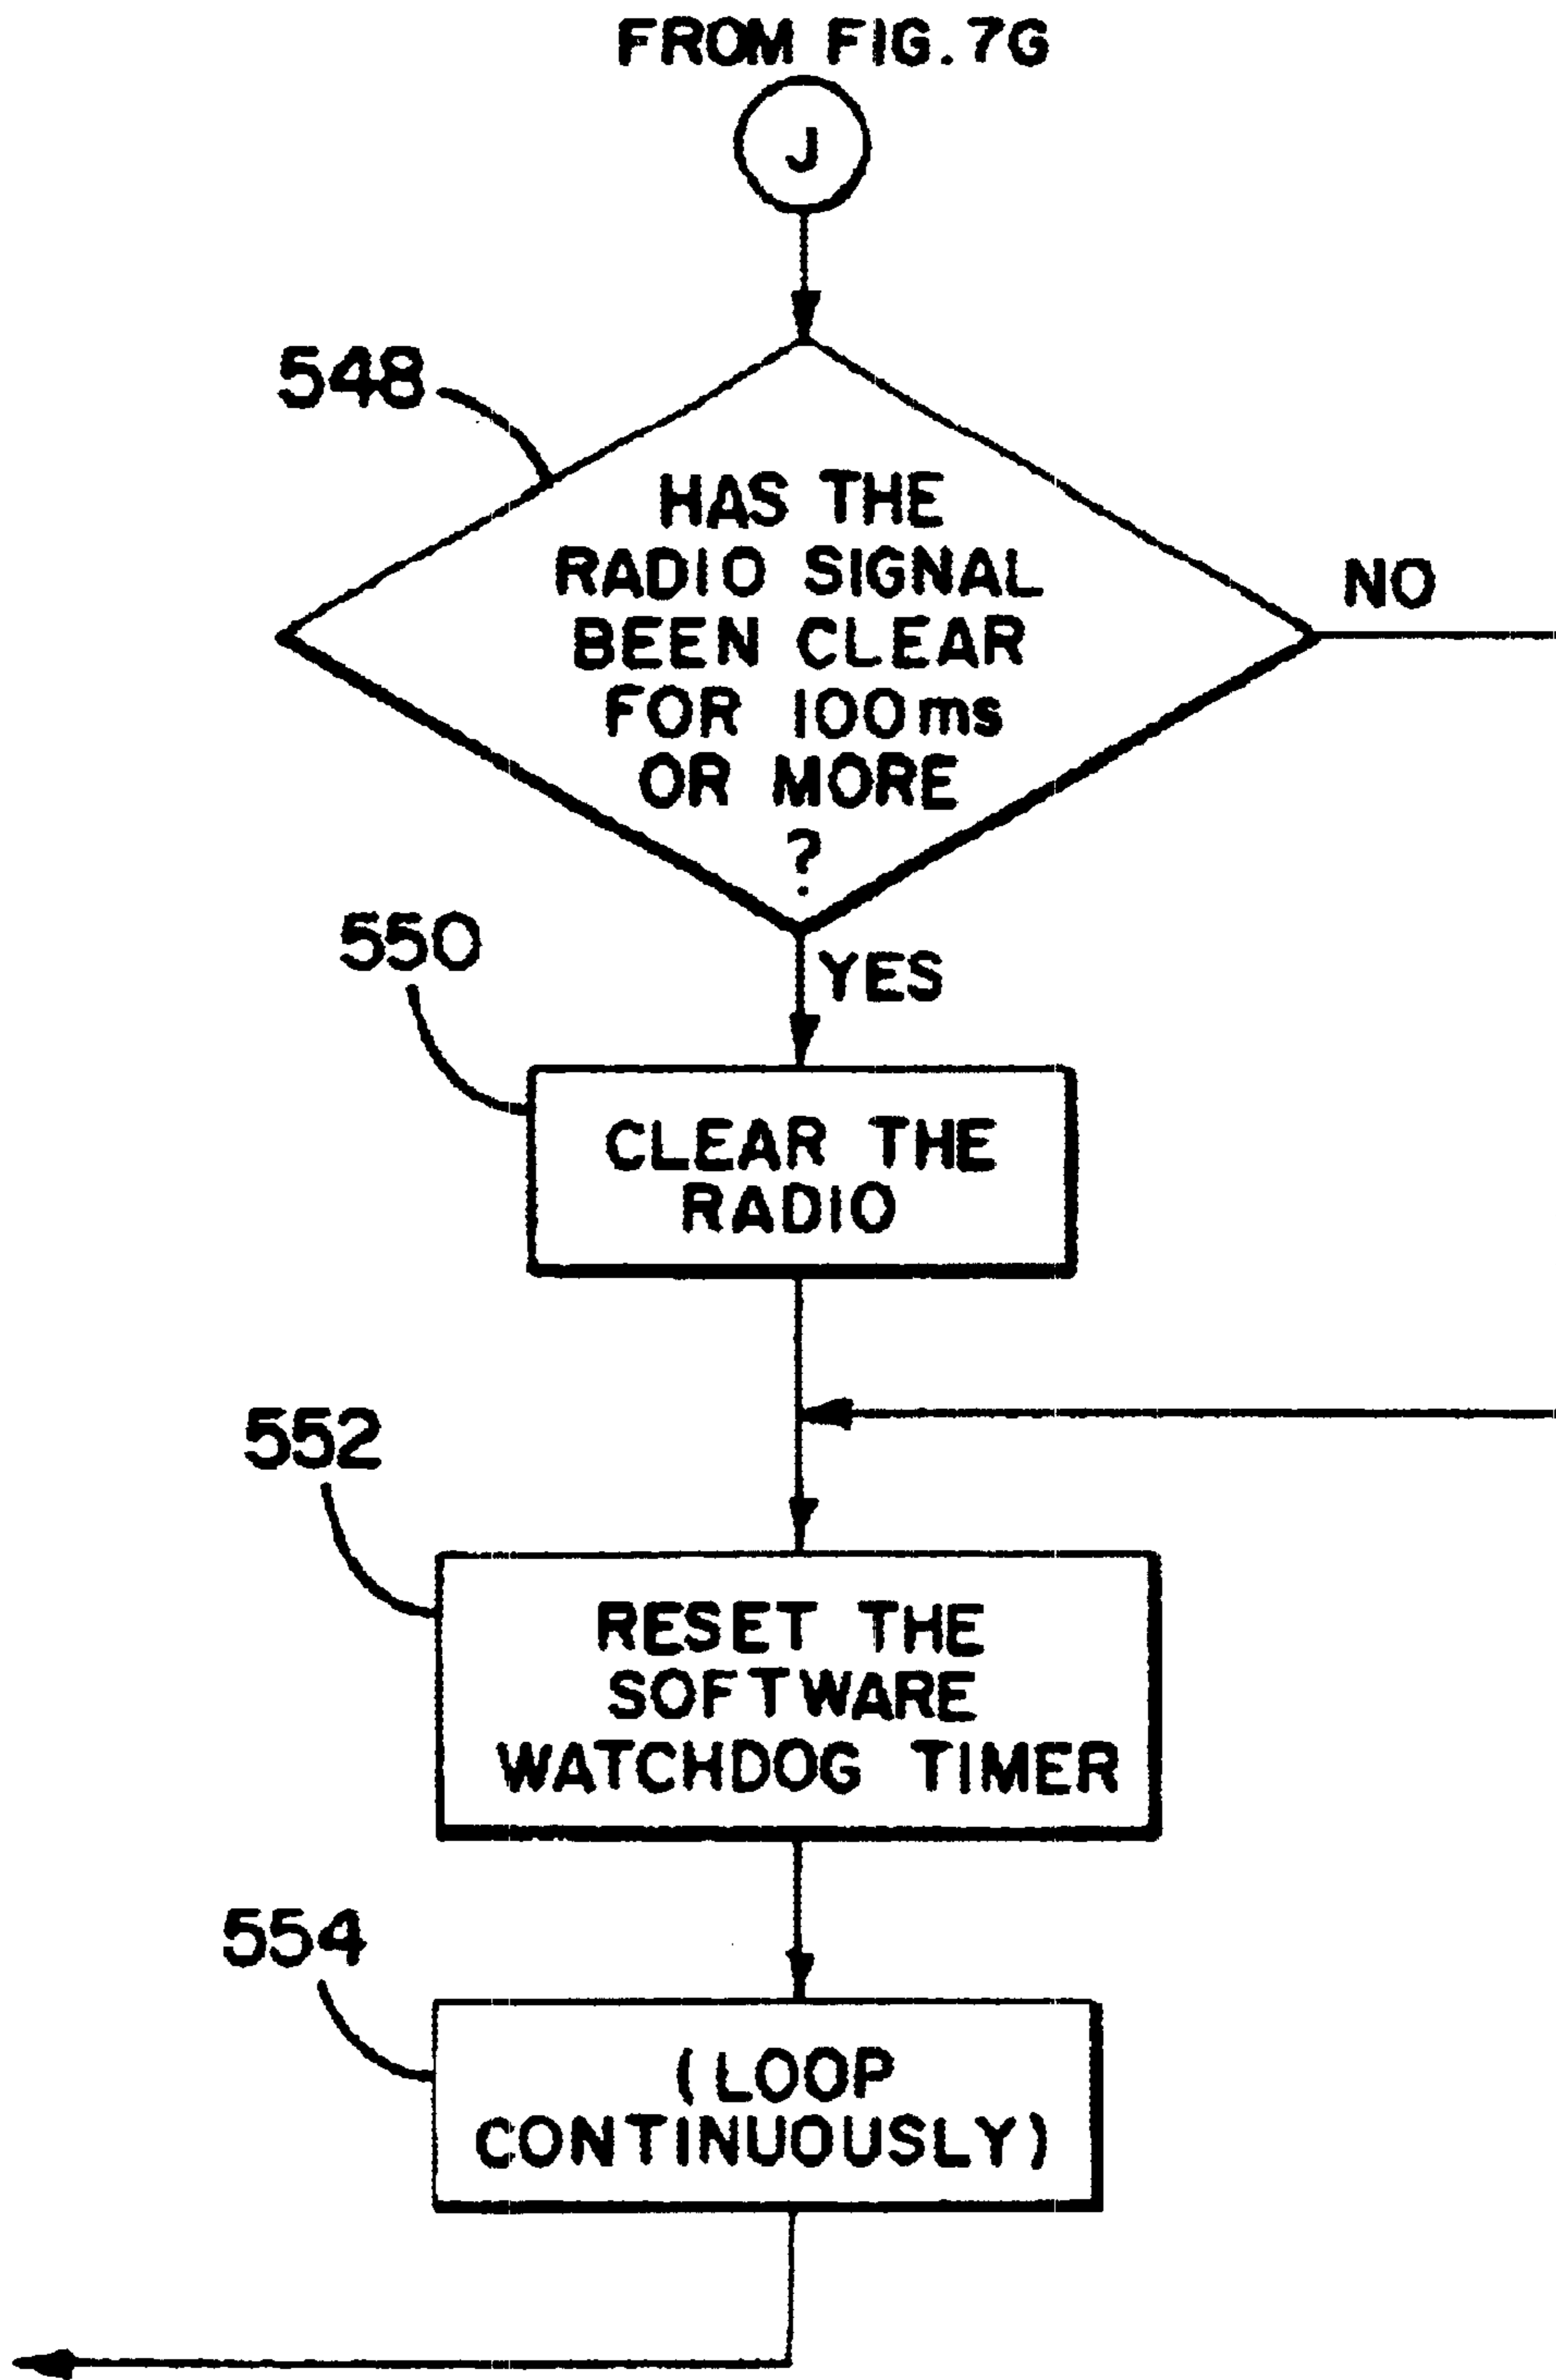 FROM FIG. 7G
J
548
HAS THE
RADIO SIGNAL
BEEN CLEAR
FOR 100ms
OR MORE
?
NO
YES
550
CLEAR THE
RADIO
552
RESET THE
SOFTWARE
WATCHDOG TIMER
554
(LOOP
CONTINUOUSLY)